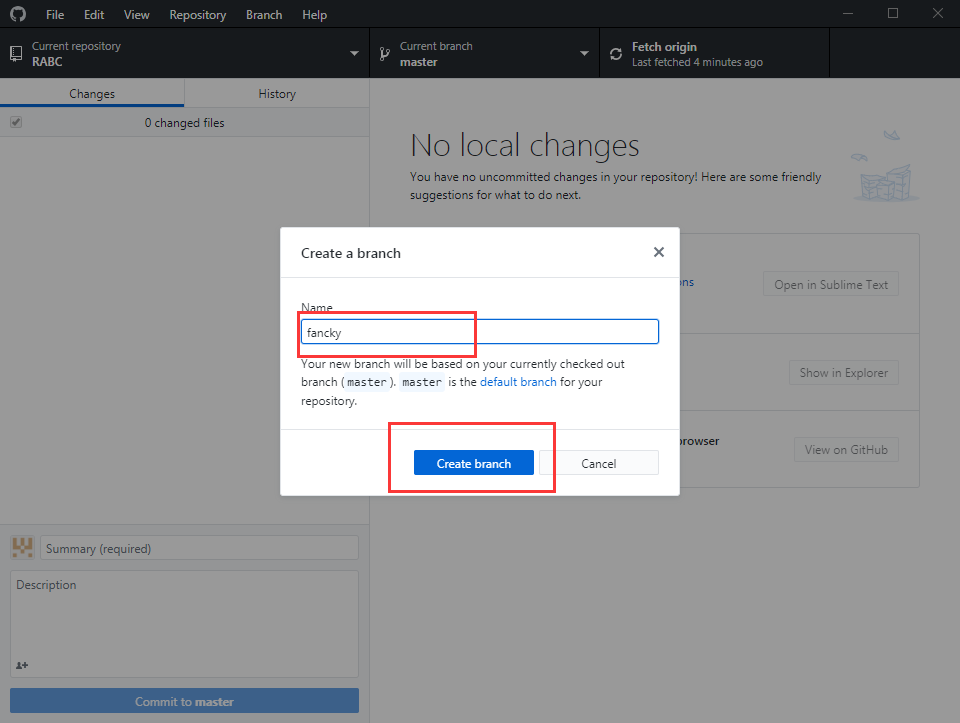 File Edit View Repository Branch Help
Current repository
RABC
Current branch
master
Fetch origin
Last fetched 4 minutes ago
Changes
History
0 changed files
No local changes
You have no uncommitted changes in your repository! Here are some friendly
suggestions for what to do next.
ons
Open in Sublime Text
Show in Explorer
browser
View on GitHub
Create a branch
Name
fancky
Your new branch will be based on your currently checked out
branch (master). master is the default branch for your
repository.
Create branch
Cancel
Summary (required)
Description
Commit to master